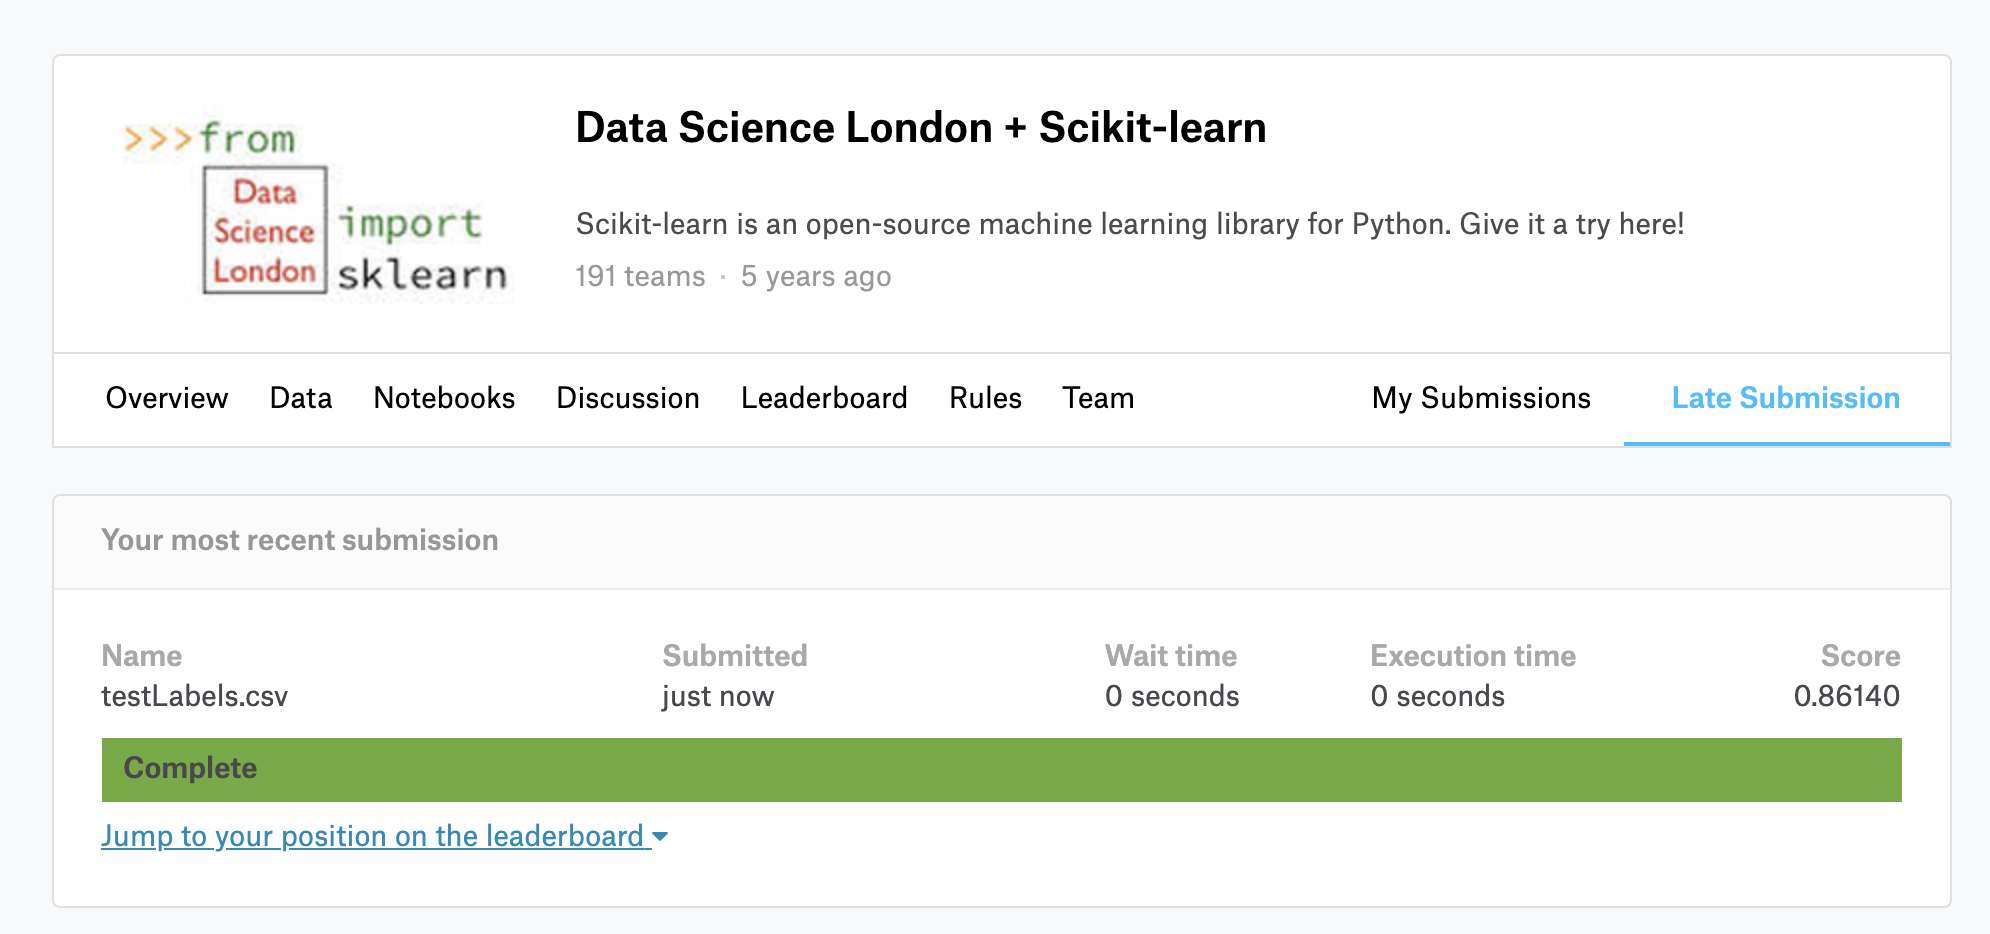 >>>from
Data
Science
London
import
sklearn
Data Science London + Scikit-learn
Scikit-learn is an open-source machine learning library for Python. Give it a try here!
191 teams · 5 years ago
Overview Data Notebooks Discussion Leaderboard Rules Team My Submissions Late Submission
Your most recent submission
Name Submitted Wait time Execution time Score
testLabels.csv just now 0 seconds 0 seconds 0.86140
Complete
Jump to your position on the leaderboard